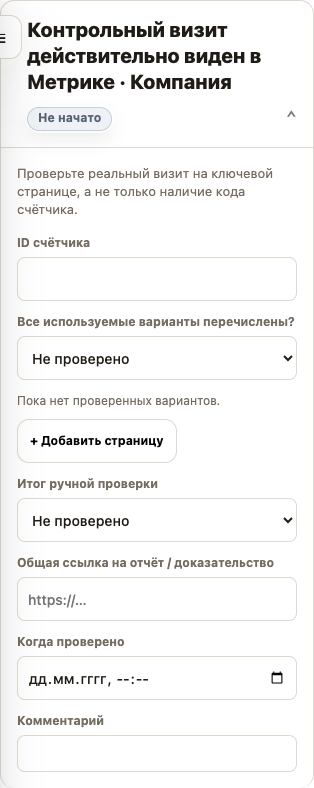 Контрольный визит
действительно виден в
Метрике · Компания
Не начато
Проверьте реальный визит на ключевой
странице, а не только наличие кода
счётчика.
ID счётчика
Все используемые варианты перечислены?
Не проверено
Пока нет проверенных вариантов.
+ Добавить страницу
Итог ручной проверки
Не проверено
Общая ссылка на отчёт / доказательство
https://...
Когда проверено
дд.мм.гггг, --:--
Комментарий